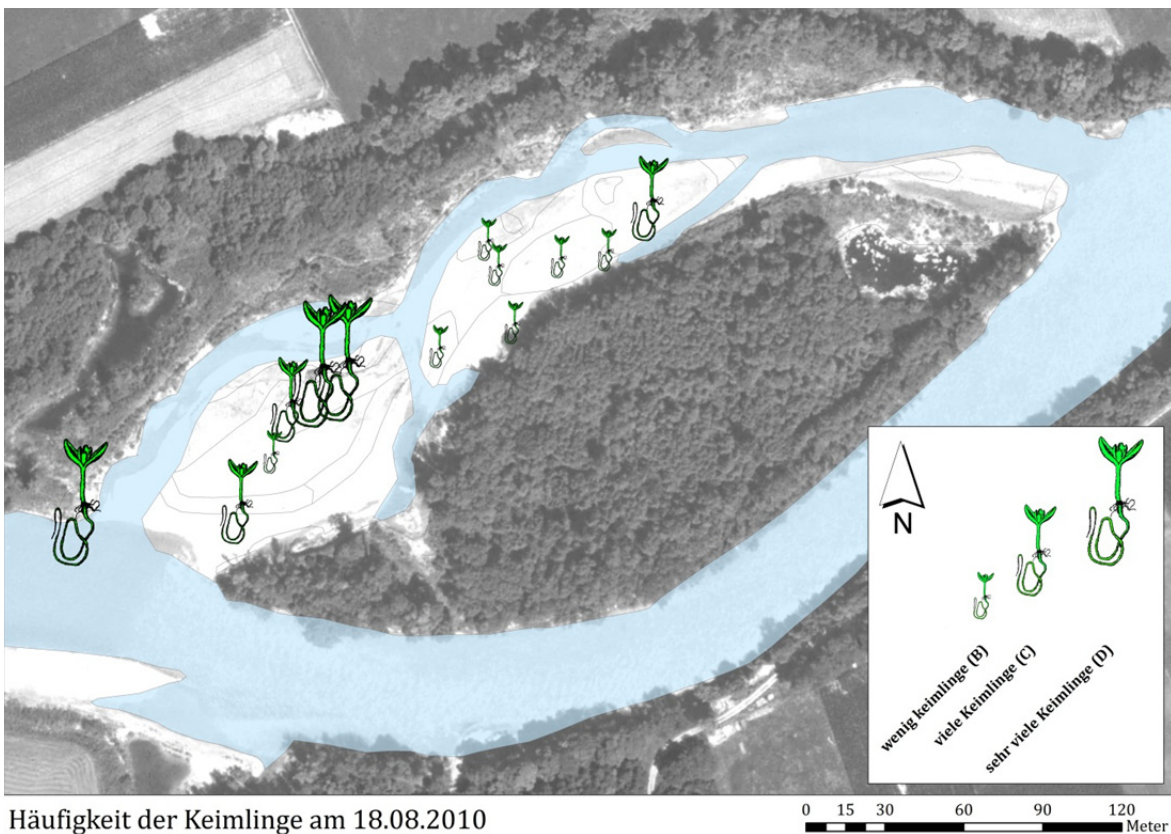 N
wenig keimlinge (B)
viele Keimlinge (C)
sehr viele Keimlinge (D)
Häufigkeit der Keimlinge am 18.08.2010
0 15 30 60 90 120
Meter